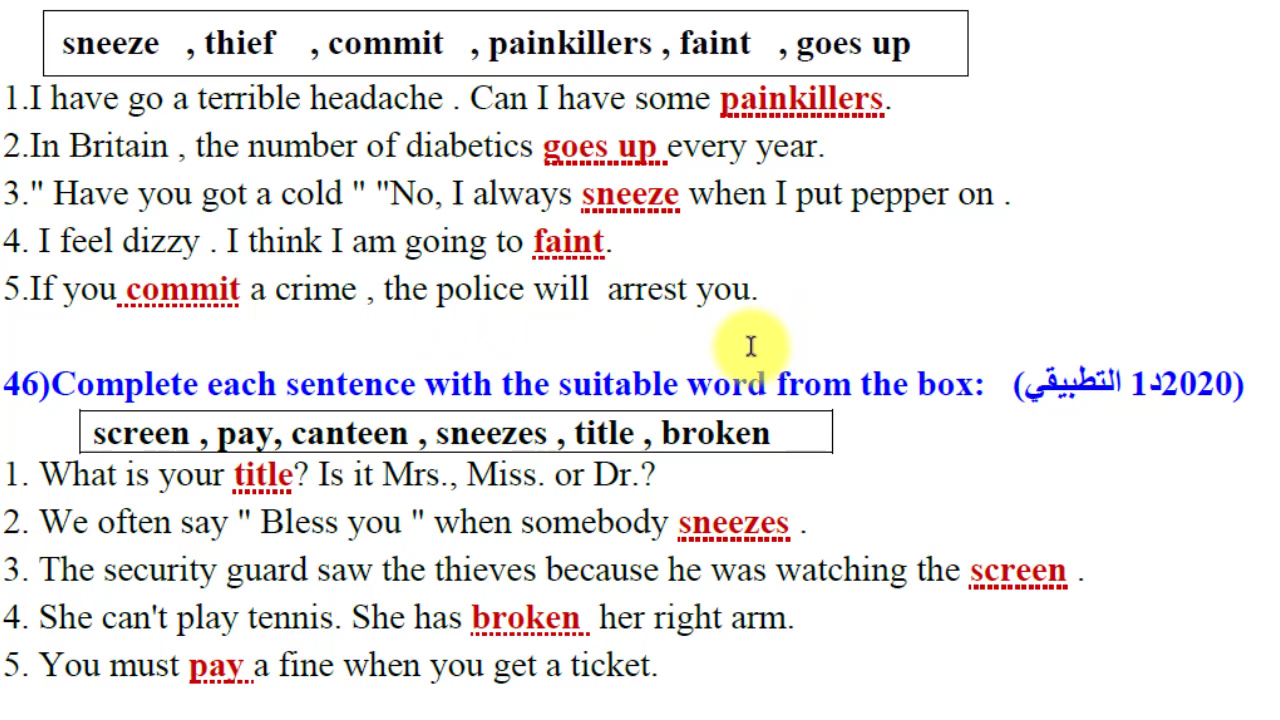 sneeze , thief , commit , painkillers , faint , goes up
1.I have go a terrible headache . Can I have some painkillers.
2.In Britain , the number of diabetics goes up every year.
3." Have you got a cold " "No, I always sneeze when I put pepper on .
4. I feel dizzy . I think I am going to faint.
5.If you commit a crime , the police will arrest you.
46)Complete each sentence with the suitable word from the box: (2020د1 التطبيقي)
screen , pay, canteen , sneezes , title , broken
1. What is your title? Is it Mrs., Miss. or Dr.?
2. We often say " Bless you " when somebody sneezes .
3. The security guard saw the thieves because he was watching the screen .
4. She can't play tennis. She has broken her right arm.
5. You must pay a fine when you get a ticket.